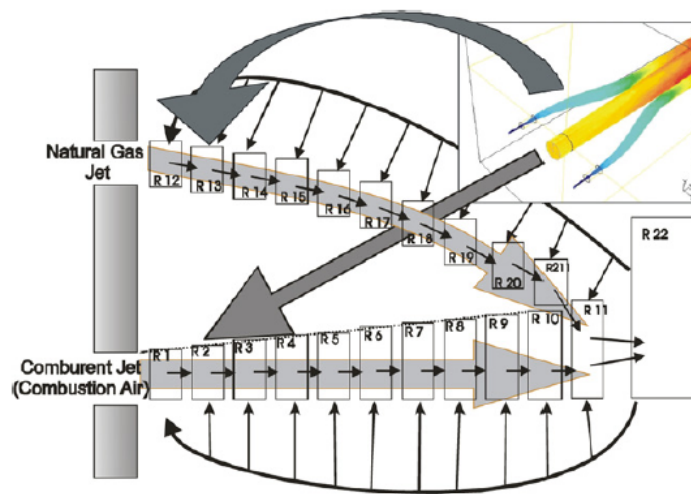 Natural Gas
Jet
R 12
R 13
R 14
R 15
R 16
R 17
R 18
R 19
R 20
R211
R 11
R 22
Comburent Jet
(Combustion Air)
R 1
R 2
R 3
R 4
R 5
R 6
R 7
R 8
R 9
R 10